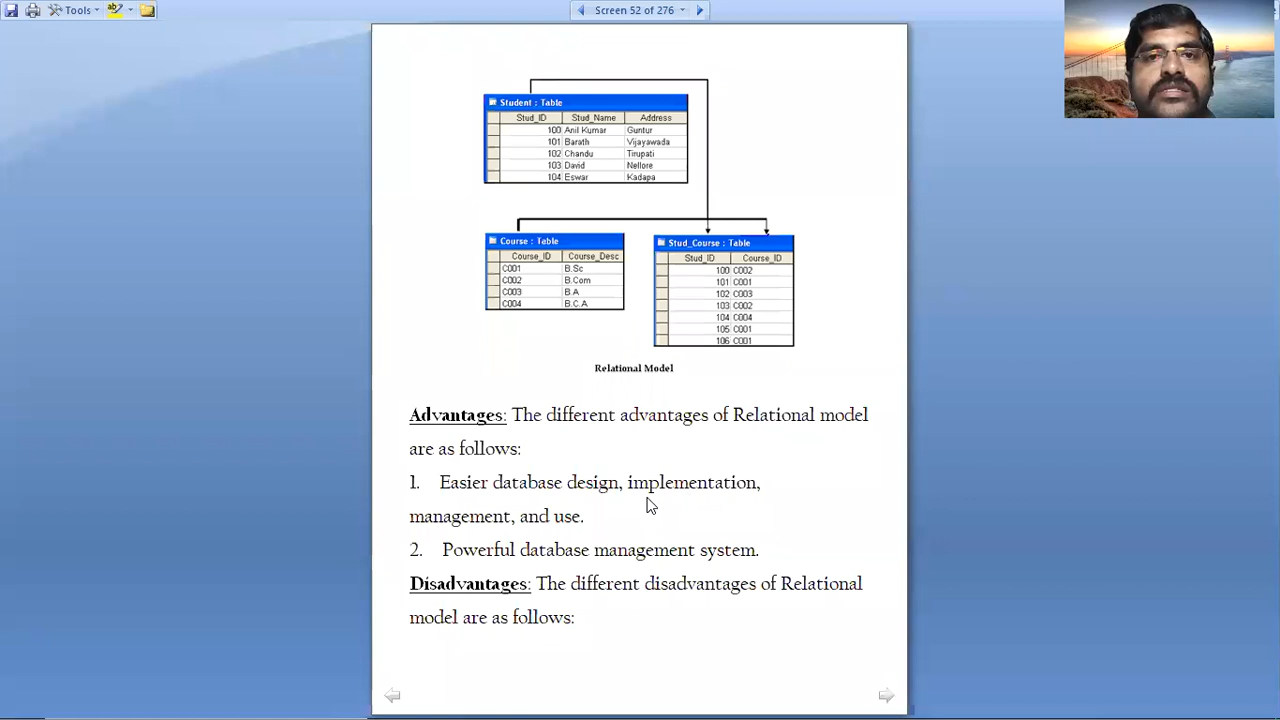 Tools
Screen 52 of 276
Student : Table
Stud_ID Stud_Name Address
100 Anil Kumar Guntur
101 Barath Vijayawada
102 Chandu Tirupati
103 David Nellore
104 Eswar Kadapa
Course : Table
Course_ID Course_Desc
C001 B.Sc
C002 B.Com
C003 B.A
C004 B.C.A
Stud_Course : Table
Stud_ID Course_ID
100 C002
101 C001
102 C003
103 C002
104 C004
105 C001
106 C001
Relational Model
Advantages: The different advantages of Relational model
are as follows:
1. Easier database design, implementation,
management, and use.
2. Powerful database management system.
Disadvantages: The different disadvantages of Relational
model are as follows: